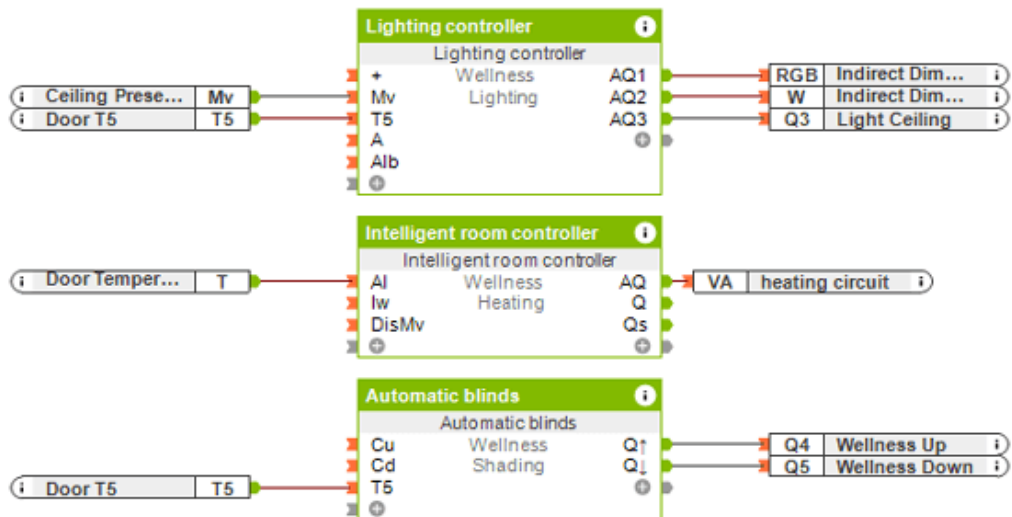 Lighting controller i
Lighting controller
+ Wellness AQ1 RGB Indirect Dim... i
i Ceiling Prese... Mv Mv Lighting AQ2 W Indirect Dim... i
i Door T5 T5 T5 AQ3 Q3 Light Ceiling i
A +
Alb
+
Intelligent room controller i
Intelligent room controller
i Door Temper... T AI Wellness AQ VA heating circuit i
Iw Heating Q
DisMv Qs
+ +
Automatic blinds i
Automatic blinds
Cu Wellness Q↑ Q4 Wellness Up i
Cd Shading Q↓ Q5 Wellness Down i
i Door T5 T5 T5 +
+